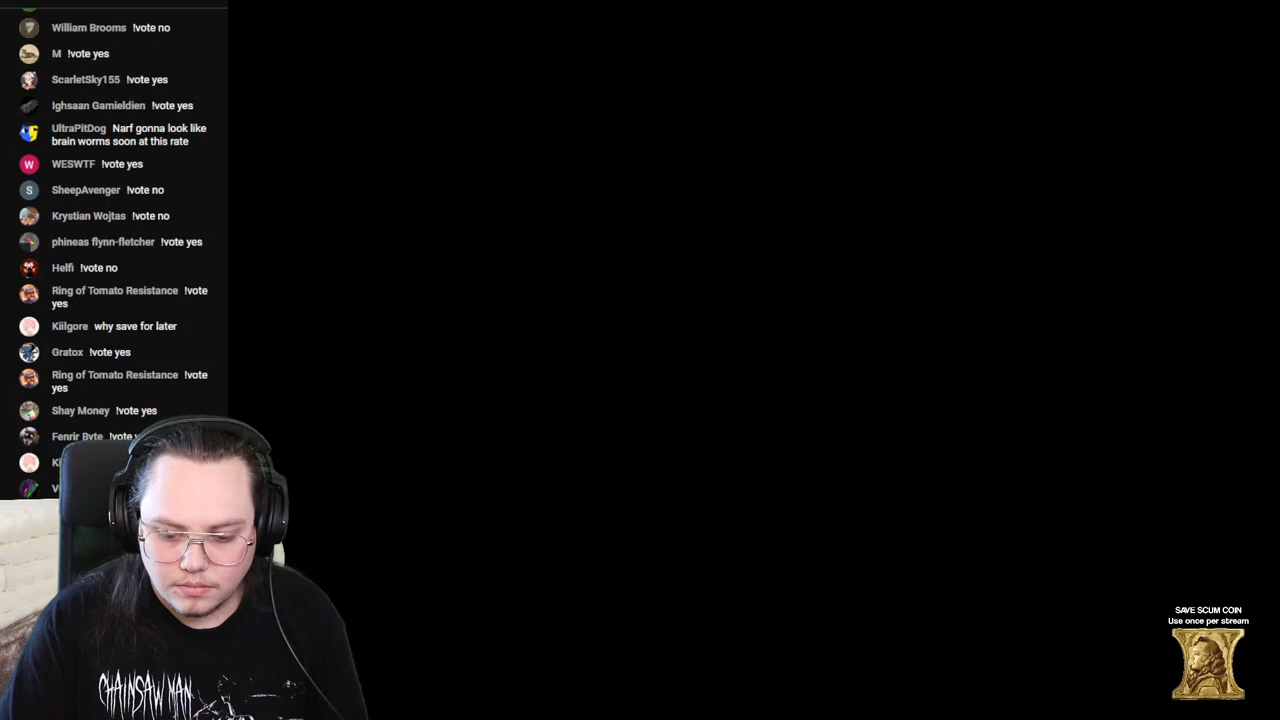 William Brooms !vote no
M !vote yes
ScarletSky155 !vote yes
Ighsaan Gamieldien !vote yes
UltraPitDog Narf gonna look like
brain worms soon at this rate
W WESWTF !vote yes
S SheepAvenger !vote no
Krystian Wojtas !vote no
phineas flynn-fletcher !vote yes
Helfi !vote no
Ring of Tomato Resistance !vote
yes
Kiilgore why save for later
Gratox !vote yes
Ring of Tomato Resistance !vote
yes
Shay Money !vote yes
Fenrir Byte
CHAINSAW MAN
SAVE SCUM COIN
Use once per stream